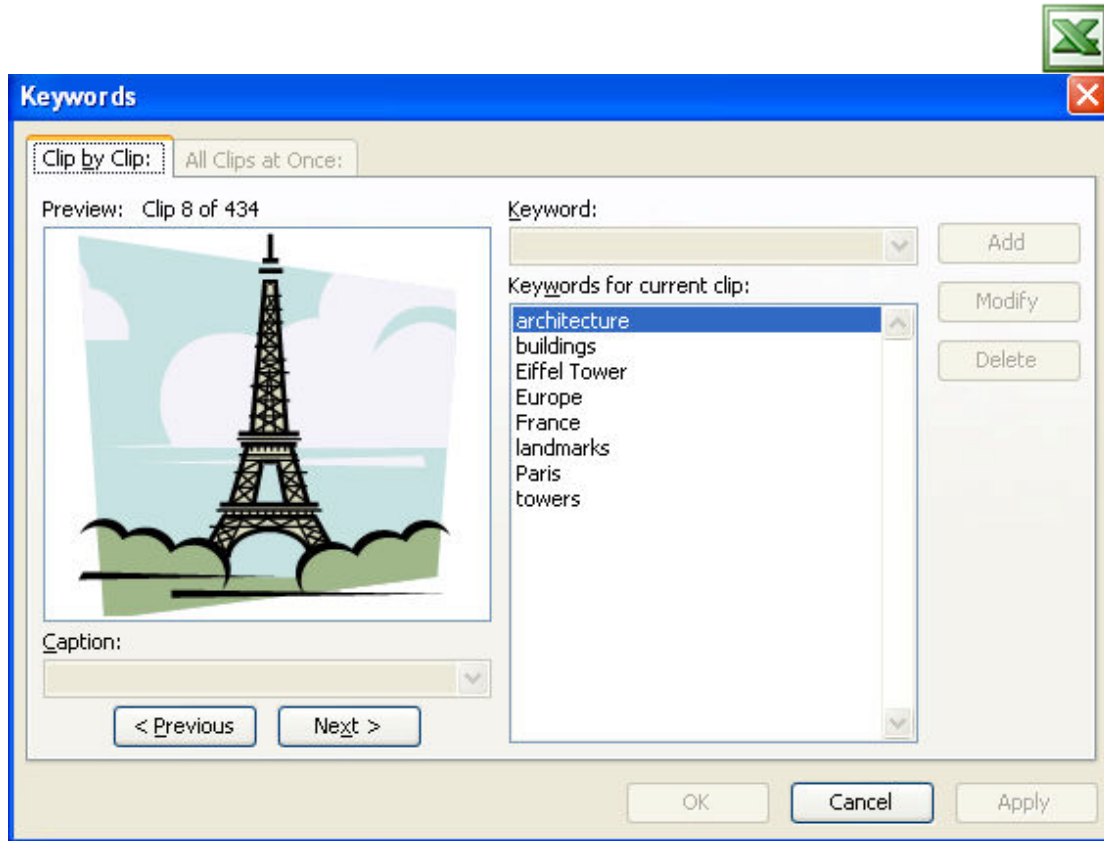 Keywords
Clip by Clip: All Clips at Once:
Preview: Clip 8 of 434
Keyword:
Add
Keywords for current clip:
Modify
architecture
buildings
Delete
Eiffel Tower
Europe
France
landmarks
Paris
towers
Caption:
< Previous Next >
OK Cancel Apply